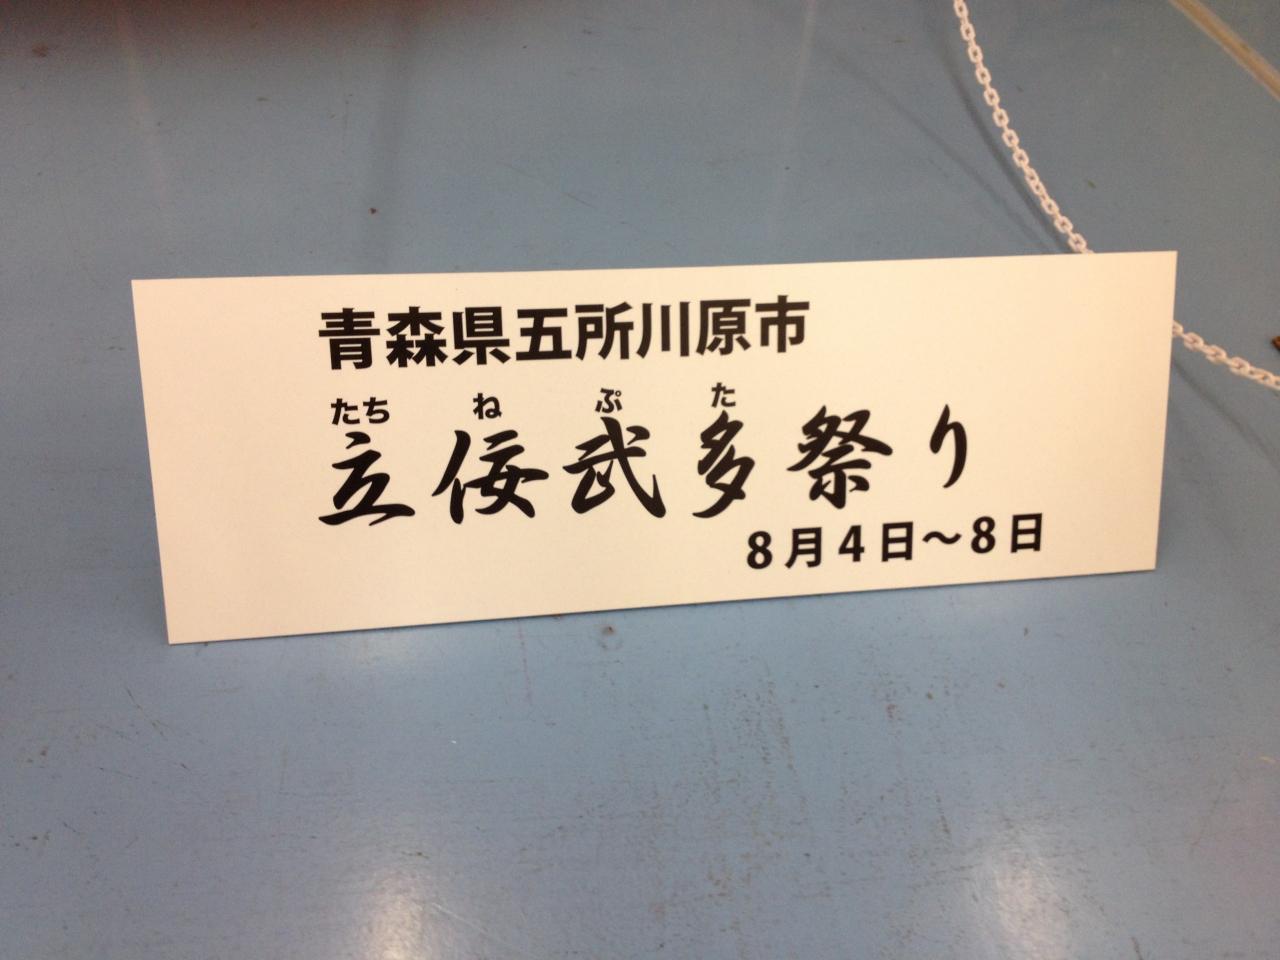 青森県五所川原市
たち ね ぷ た
立佞武多祭り
8月4日～8日